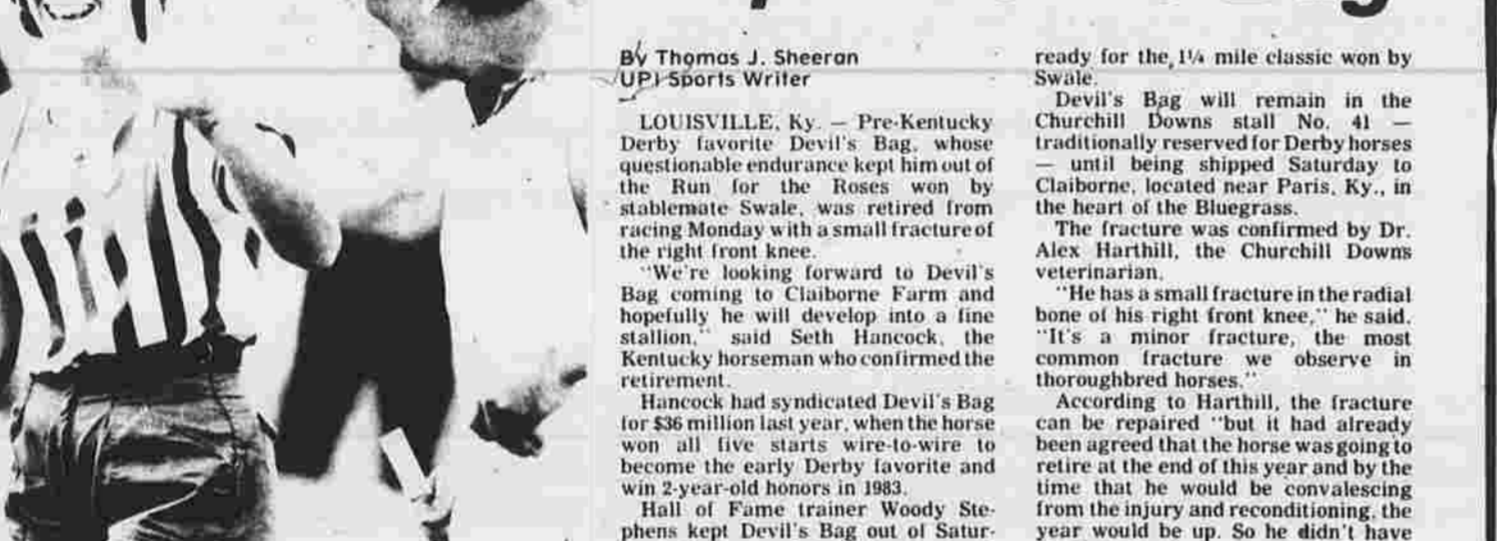 By Thomas J. Sheeran
UPI Sports Writer
LOUISVILLE, Ky. — Pre-Kentucky
Derby favorite Devil's Bag, whose
questionable endurance kept him out of
the Run for the Roses won by
stablemate Swale, was retired from
racing Monday with a small fracture of
the right front knee.
"We're looking forward to Devil's
Bag coming to Claiborne Farm and
hopefully he will develop into a fine
stallion," said Seth Hancock, the
Kentucky horseman who confirmed the
retirement.
Hancock had syndicated Devil's Bag
for $36 million last year, when the horse
won all five starts wire-to-wire to
become the early Derby favorite and
win 2-year-old honors in 1983.
Hall of Fame trainer Woody Ste-
phens kept Devil's Bag out of Satur-
ready for the 1¼ mile classic won by
Swale.
Devil's Bag will remain in the
Churchill Downs stall No. 41 —
traditionally reserved for Derby horses
— until being shipped Saturday to
Claiborne, located near Paris, Ky., in
the heart of the Bluegrass.
The fracture was confirmed by Dr.
Alex Harthill, the Churchill Downs
veterinarian.
"He has a small fracture in the radial
bone of his right front knee," he said.
"It's a minor fracture, the most
common fracture we observe in
thoroughbred horses."
According to Harthill, the fracture
can be repaired "but it had already
been agreed that the horse was going to
retire at the end of this year and by the
time that he would be convalescing
from the injury and reconditioning, the
year would be up. So he didn't have